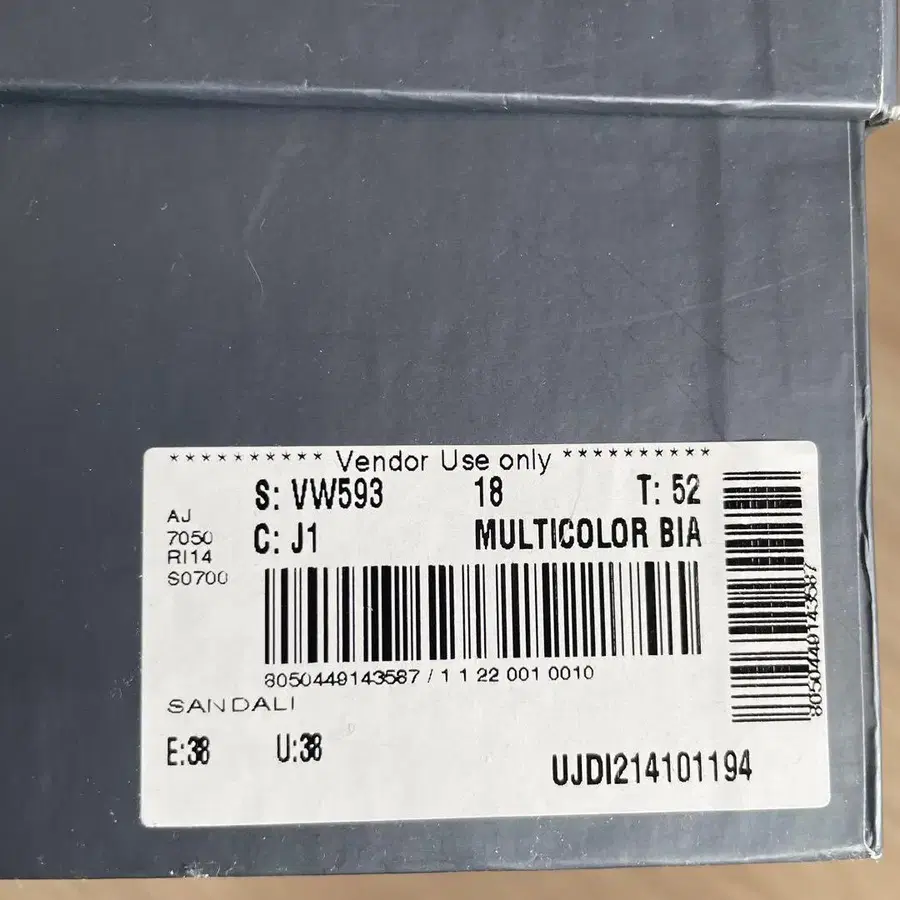 ********** Vendor Use only **********
S: VW593 18 T: 52
C: J1 MULTICOLOR BIA
AJ
7050
RI14
S0700
8050449143587 / 1 1 22 001 0010
8050449143587
SANDALI
E:38 U:38
UJDI214101194